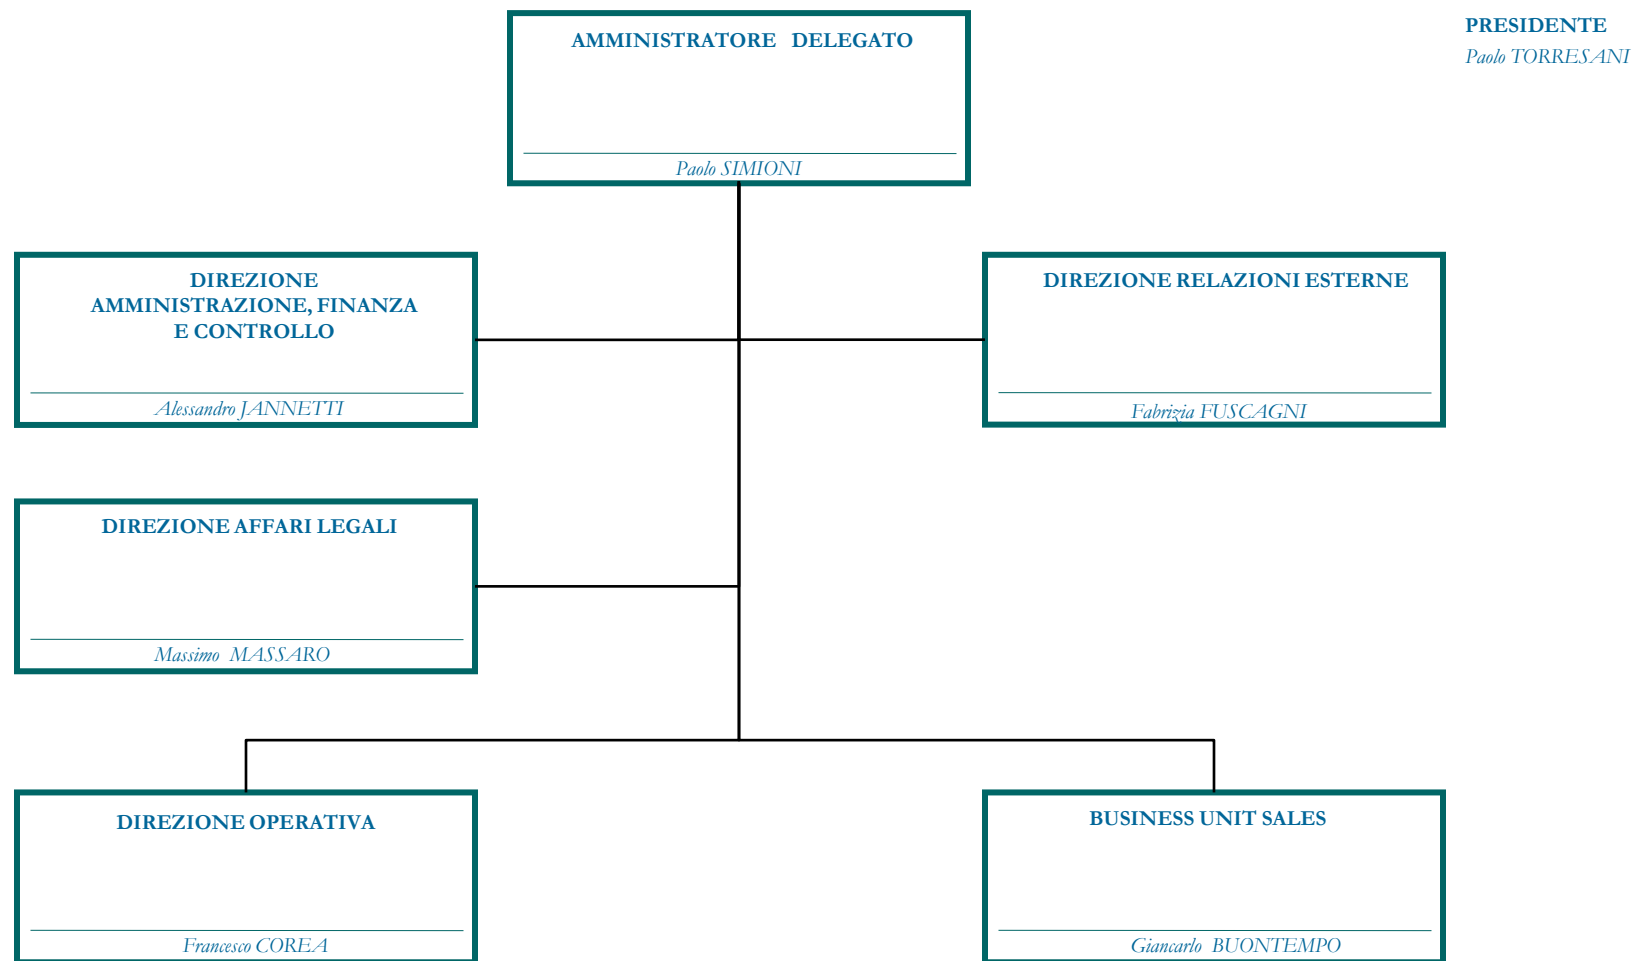 AMMINISTRATORE DELEGATO
Paolo SIMIONI
PRESIDENTE
Paolo TORRESANI
DIREZIONE
AMMINISTRAZIONE, FINANZA
E CONTROLLO
Alessandro JANNETTI
DIREZIONE RELAZIONI ESTERNE
Fabrizia FUSCAGNI
DIREZIONE AFFARI LEGALI
Massimo MASSARO
DIREZIONE OPERATIVA
Francesco COREA
BUSINESS UNIT SALES
Giancarlo BUONTEMPO